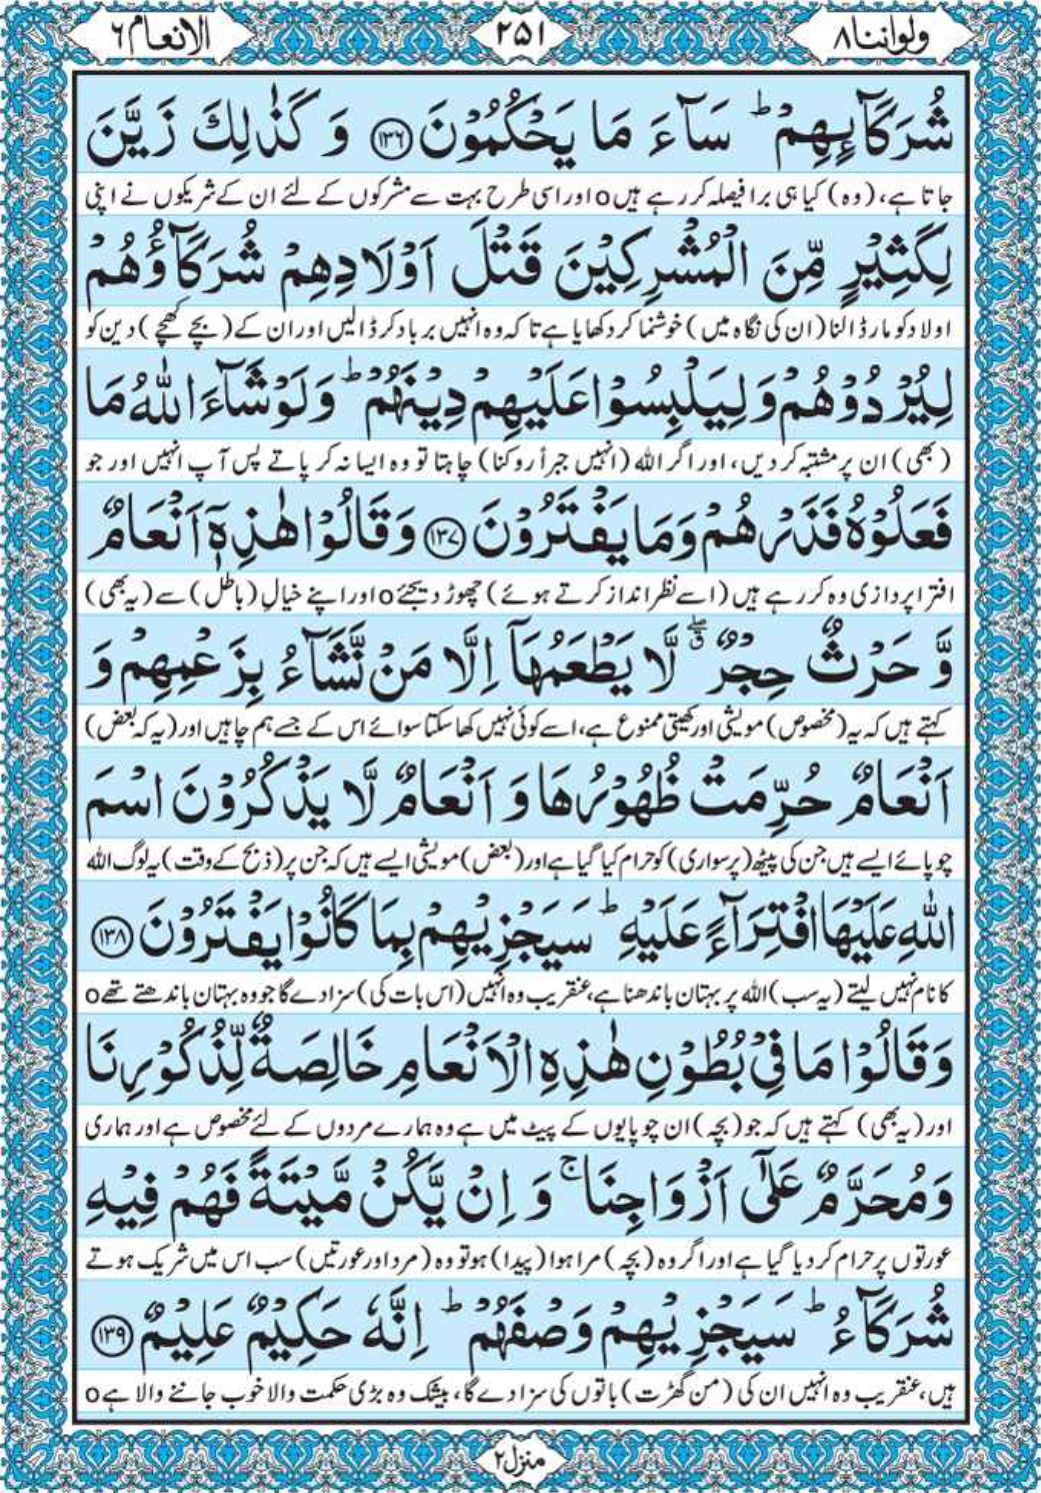 ولواننا ٨
٢٥١
الانعام ٦
شُرَكَآئِهِمْ ؕ سَآءَ مَا يَحْكُمُوْنَ ﴿۱۳۶﴾ وَ كَذٰلِكَ زَيَّنَ
جاتا ہے، (وہ) کیا ہی برا فیصلہ کر رہے ہیں o اور اسی طرح بہت سے مشرکوں کے لئے ان کے شریکوں نے اپنی
لِكَثِيْرٍ مِّنَ الْمُشْرِكِيْنَ قَتْلَ اَوْلَادِهِمْ شُرَكَآؤُهُمْ
اولاد کو مار ڈالنا (ان کی نگاہ میں) خوشنما کر دکھایا ہے تا کہ وہ انہیں برباد کر ڈالیں اور ان کے (بچے کھچے) دین کو
لِيُرْدُوْهُمْ وَ لِيَلْبِسُوْا عَلَيْهِمْ دِيْنَهُمْ ؕ وَ لَوْ شَآءَ اللّٰهُ مَا
(بھی) ان پر مشتبہ کر دیں، اور اگر اللہ (انہیں جبراً روکنا) چاہتا تو وہ ایسا نہ کر پاتے پس آپ انہیں اور جو
فَعَلُوْهُ فَذَرْهُمْ وَ مَا يَفْتَرُوْنَ ﴿۱۳۷﴾ وَ قَالُوْا هٰذِهٖۤ اَنْعَامٌ
افترا پردازی وہ کر رہے ہیں (اسے نظر انداز کرتے ہوئے) چھوڑ دیجئے o اور اپنے خیالِ (باطل) سے (یہ بھی)
وَّ حَرْثٌ حِجْرٌ ۖۗ لَّا يَطْعَمُهَاۤ اِلَّا مَنْ نَّشَآءُ بِزَعْمِهِمْ وَ
کہتے ہیں کہ یہ (مخصوص) مویشی اور کھیتی ممنوع ہے، اسے کوئی نہیں کھا سکتا سوائے اس کے جسے ہم چاہیں اور (یہ کہ بعض)
اَنْعَامٌ حُرِّمَتْ ظُهُوْرُهَا وَ اَنْعَامٌ لَّا يَذْكُرُوْنَ اسْمَ
چوپائے ایسے ہیں جن کی پیٹھ (پر سواری) کو حرام کیا گیا ہے اور (بعض) مویشی ایسے ہیں کہ جن پر (ذبح کے وقت) یہ لوگ اللہ
اللّٰهِ عَلَيْهَا افْتِرَآءً عَلَيْهِ ؕ سَيَجْزِيْهِمْ بِمَا كَانُوْا يَفْتَرُوْنَ ﴿۱۳۸﴾
کا نام نہیں لیتے (یہ سب) اللہ پر بہتان باندھنا ہے، عنقریب وہ انہیں (اس بات کی) سزا دے گا جو وہ بہتان باندھتے تھے o
وَ قَالُوْا مَا فِيْ بُطُوْنِ هٰذِهِ الْاَنْعَامِ خَالِصَةٌ لِّذُكُوْرِنَا
اور (یہ بھی) کہتے ہیں کہ جو (بچہ) ان چوپایوں کے پیٹ میں ہے وہ ہمارے مردوں کے لئے مخصوص ہے اور ہماری
وَ مُحَرَّمٌ عَلٰۤى اَزْوَاجِنَا ۚ وَ اِنْ يَّكُنْ مَّيْتَةً فَهُمْ فِيْهِ
عورتوں پر حرام کر دیا گیا ہے اور اگر وہ (بچہ) مرا ہوا (پیدا) ہو تو وہ (مرد اور عورتیں) سب اس میں شریک ہوتے
شُرَكَآءُ ؕ سَيَجْزِيْهِمْ وَصْفَهُمْ ؕ اِنَّهٗ حَكِيْمٌ عَلِيْمٌ ﴿۱۳۹﴾
ہیں، عنقریب وہ انہیں ان کی (من گھڑت) باتوں کی سزا دے گا، بیشک وہ بڑی حکمت والا خوب جاننے والا ہے o
منزل ٢